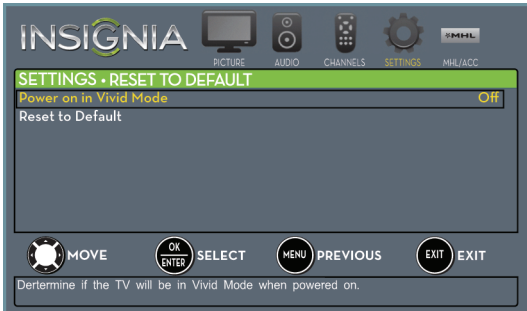 INSIGNIA
PICTURE AUDIO CHANNELS SETTINGS MHL MHL/ACC
SETTINGS • RESET TO DEFAULT
Power on in Vivid Mode Off
Reset to Default
MOVE OK ENTER SELECT MENU PREVIOUS EXIT EXIT
Dertermine if the TV will be in Vivid Mode when powered on.